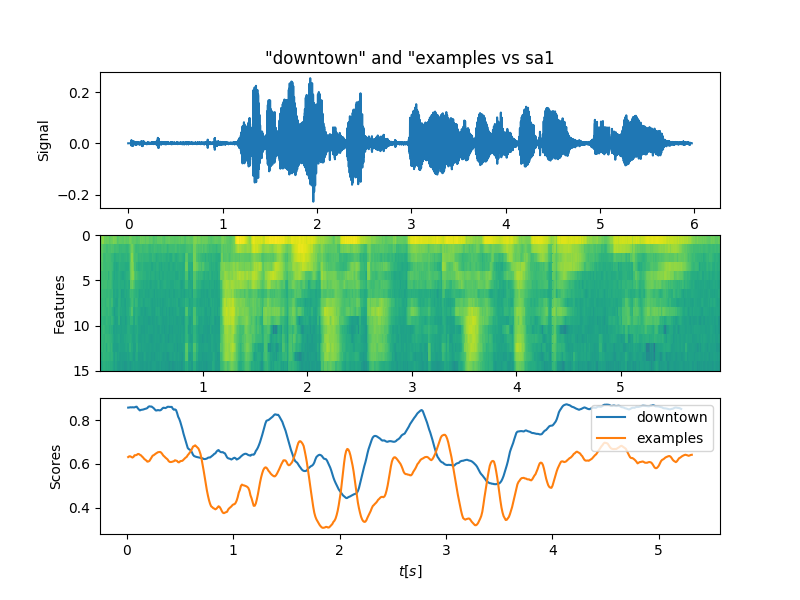 "downtown" and "examples vs sa1
Signal
0.2
0.0
−0.2
0 1 2 3 4 5 6
Features
0
5
10
15
1 2 3 4 5
Scores
0.8
0.6
0.4
downtown
examples
0 1 2 3 4 5
t[s]